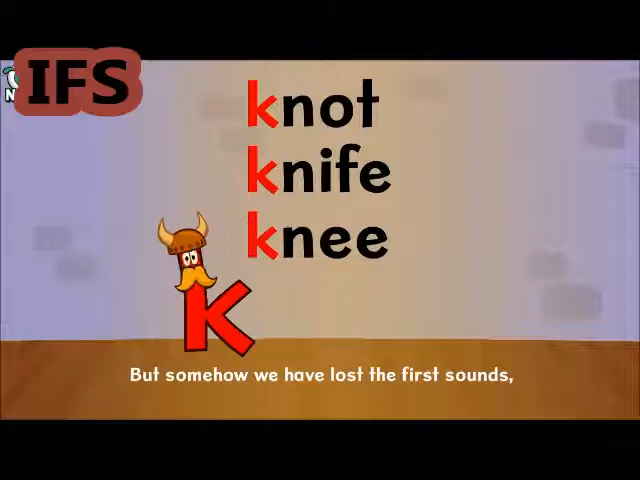 IFS
N
knot
knife
knee
k
But somehow we have lost the first sounds,